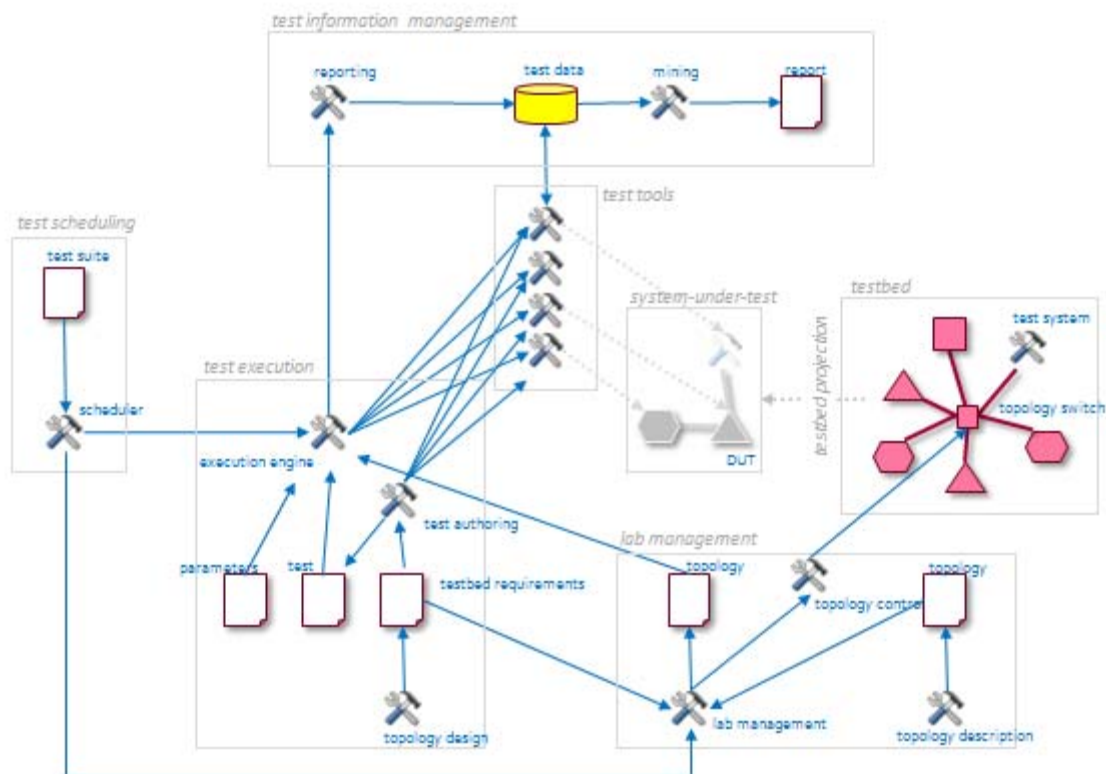 test information management
reporting
test data
mining
report
test tools
test scheduling
test suite
system-under-test
testbed
test system
testbed projection
test execution
scheduler
topology switch
execution engine
DUT
test authoring
lab management
parameters
test
testbed requirements
topology
topology
topology contro
topology design
lab management
topology description